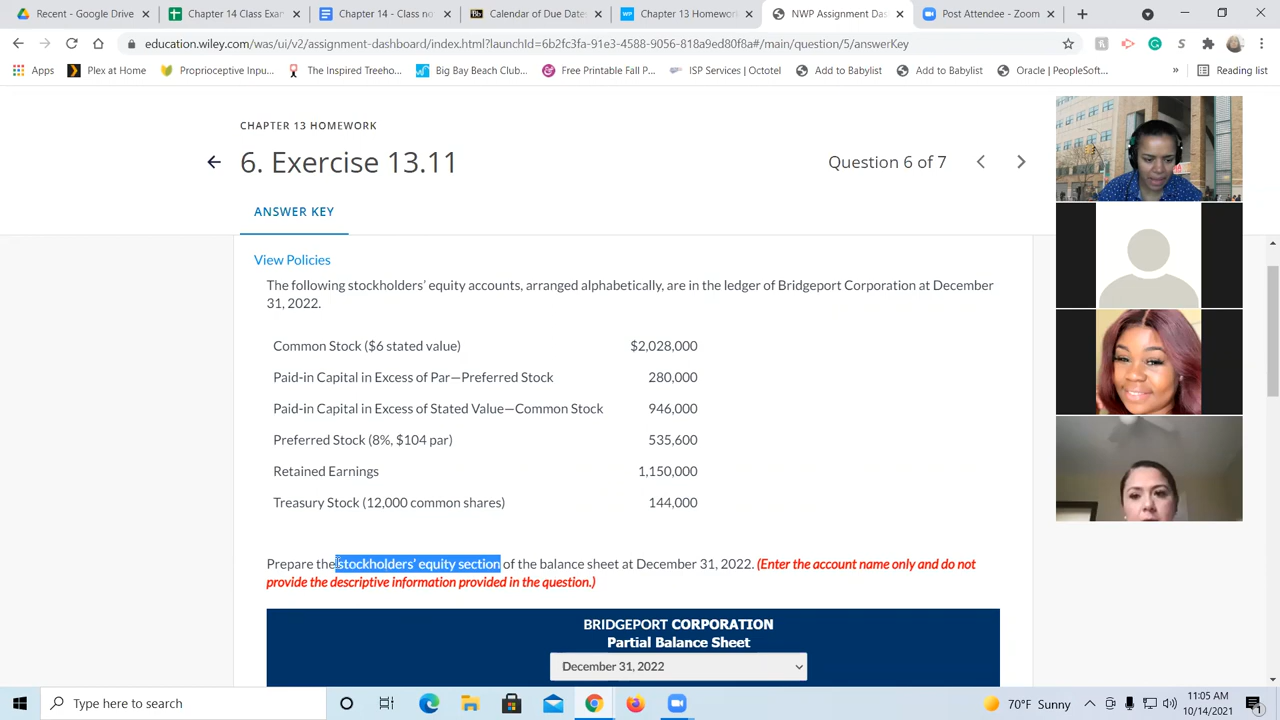 Recent - Google Drive
Chapter 6 Exam
Chapter 14 - Class no
Calendar of Due Date
Chapter 13 Homework
NWP Assignment Das
Post Attendee - Zoom
education.wiley.com/was/ui/v2/assignment-dashboard/index.html?launchId=6b2fc3fa-91e3-4588-9056-818a9cd80f8a#/main/question/5/answerKey
Apps
Plex at Home
Proprioceptive Inpu...
The Inspired Treeho...
Big Bay Beach Club...
Free Printable Fall P...
ISP Services | Octotel
Add to Babylist
Add to Babylist
Oracle | PeopleSoft...
»
Reading list
CHAPTER 13 HOMEWORK
6. Exercise 13.11
Question 6 of 7
ANSWER KEY
View Policies
The following stockholders' equity accounts, arranged alphabetically, are in the ledger of Bridgeport Corporation at December
31, 2022.
Common Stock ($6 stated value) $2,028,000
Paid-in Capital in Excess of Par—Preferred Stock 280,000
Paid-in Capital in Excess of Stated Value—Common Stock 946,000
Preferred Stock (8%, $104 par) 535,600
Retained Earnings 1,150,000
Treasury Stock (12,000 common shares) 144,000
Prepare the stockholders' equity section of the balance sheet at December 31, 2022. (Enter the account name only and do not
provide the descriptive information provided in the question.)
BRIDGEPORT CORPORATION
Partial Balance Sheet
December 31, 2022
Type here to search
70°F Sunny
11:05 AM
10/14/2021